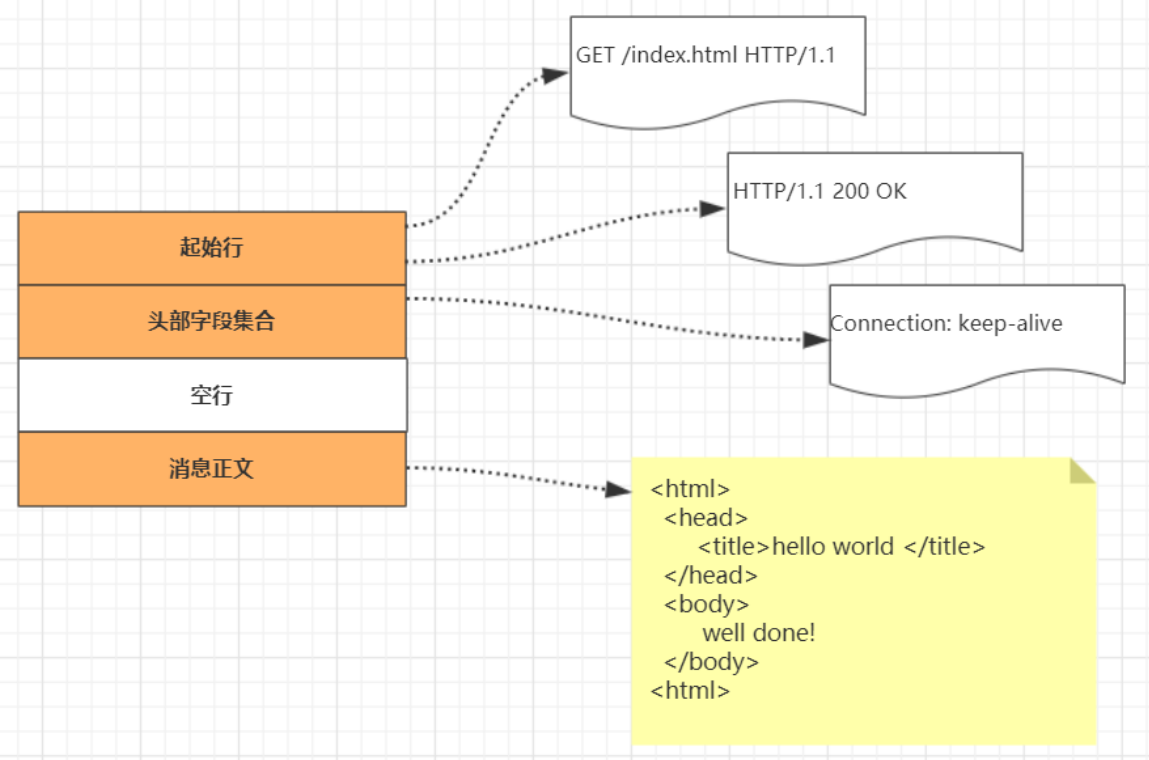 GET /index.html HTTP/1.1
HTTP/1.1 200 OK
起始行
头部字段集合
Connection: keep-alive
空行
消息正文
<html>
<head>
<title>hello world </title>
</head>
<body>
well done!
</body>
<html>